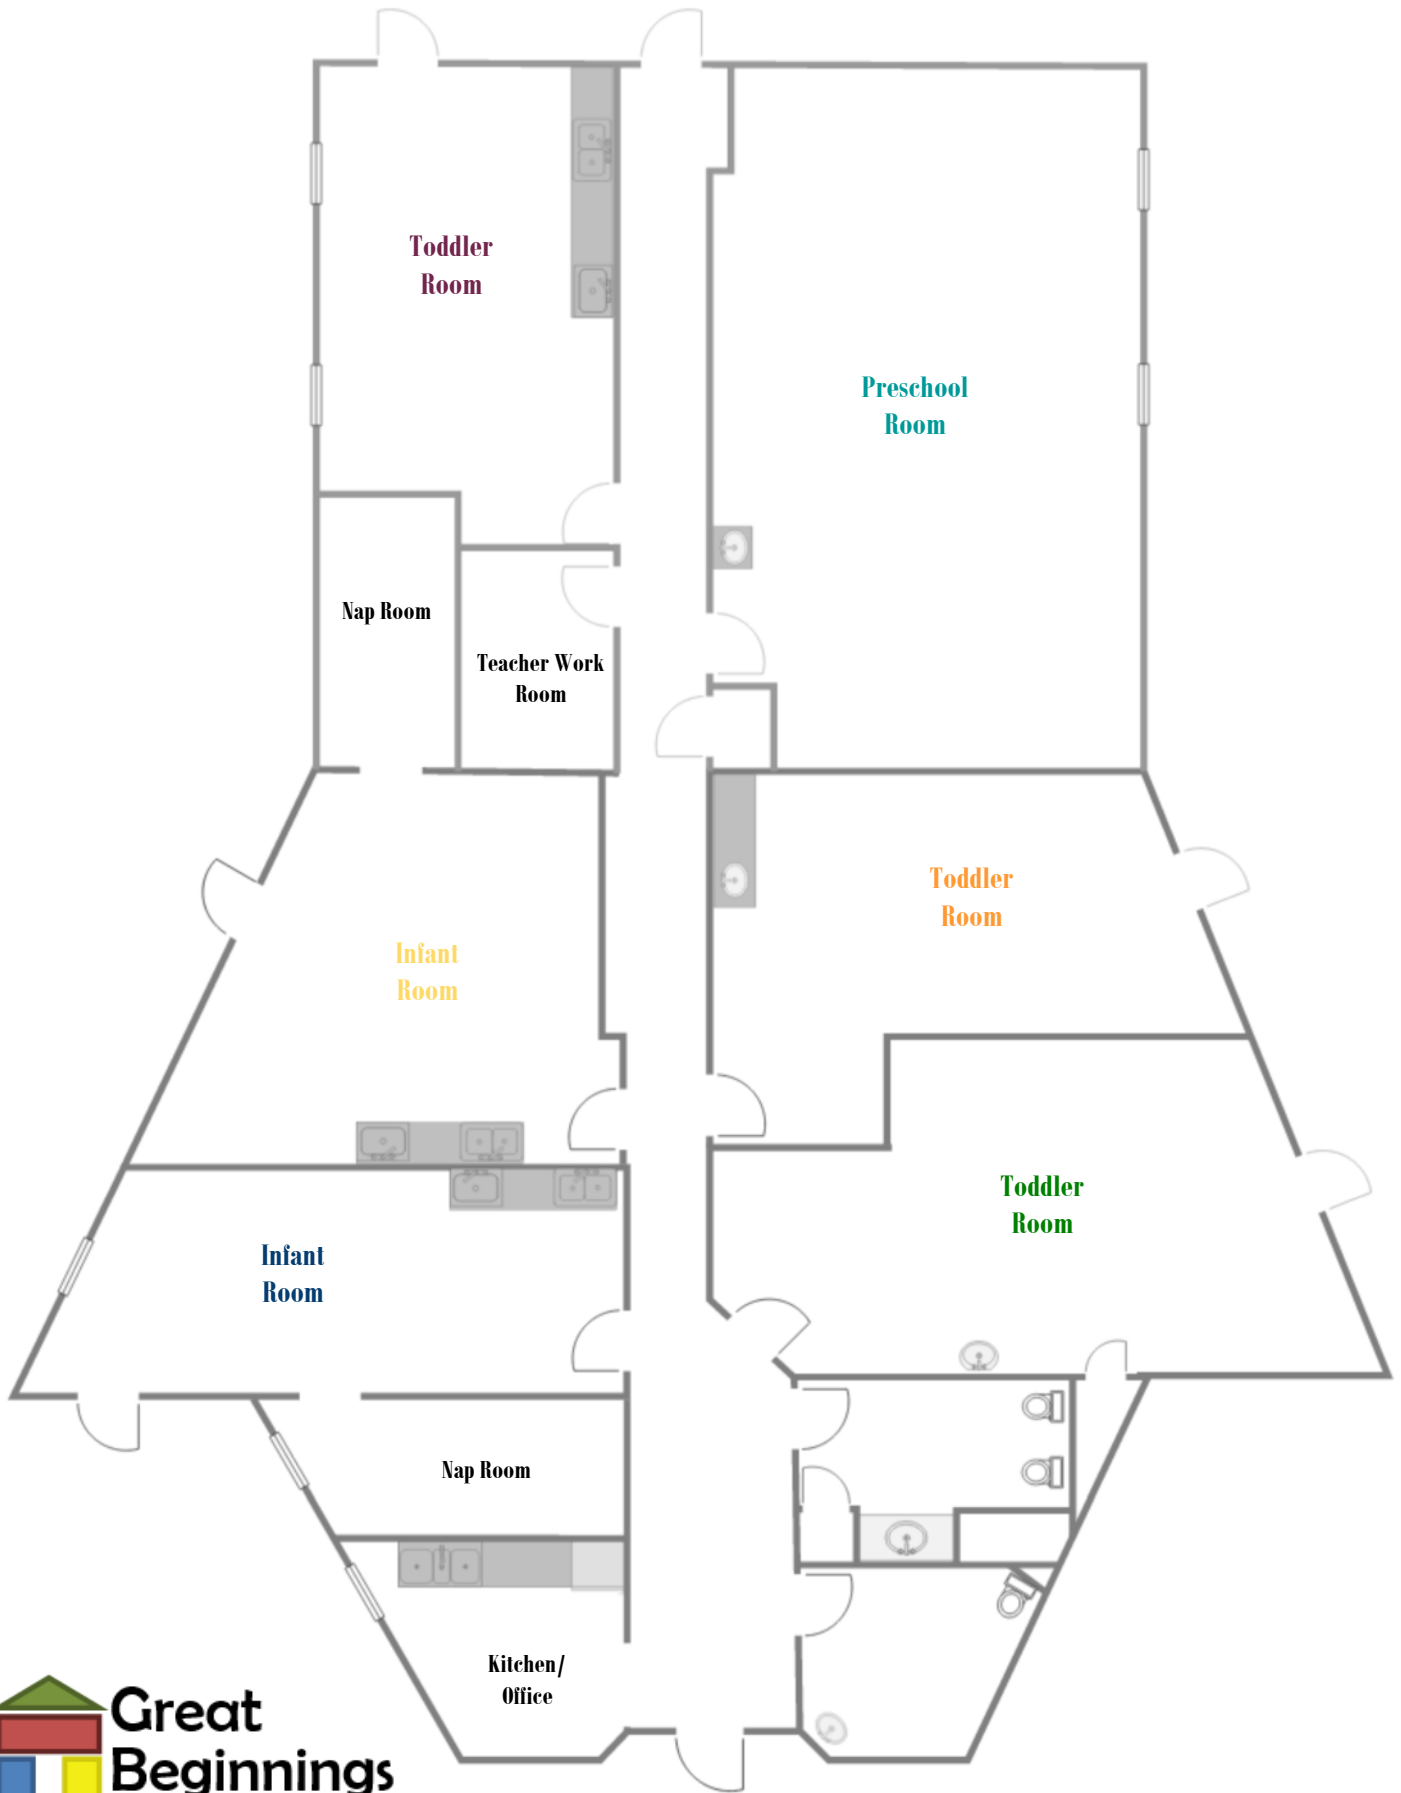 Toddler
Room
Preschool
Room
Nap Room
Teacher Work
Room
Toddler
Room
Infant
Room
Toddler
Room
Infant
Room
Nap Room
Kitchen/
Office
Great
Beginnings